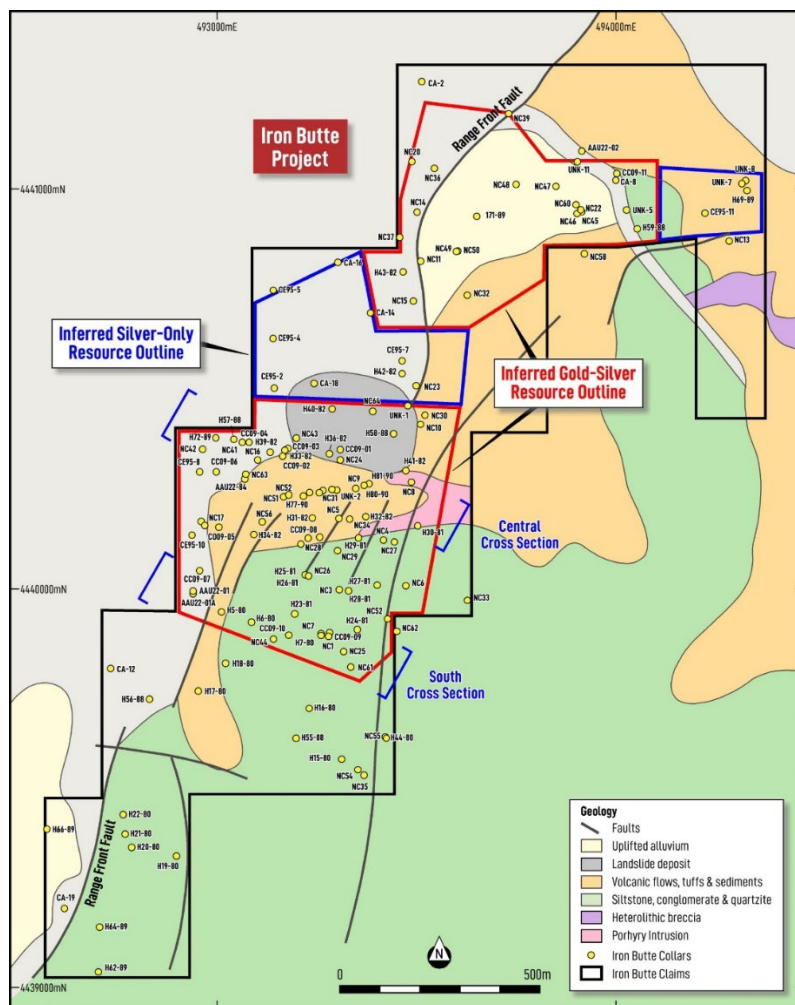 493000mE
494000mE
CA-2
Iron Butte
Project
Range Front Fault
NC39
AAU22-02
NC20
NC36
UNK-11
CC09-11
CA-8
UNK-8
UNK-7
4441000mN
NC48
NC47
H69-89
NC14
171-89
NC60
NC22
NC46
NC45
UNK-5
CE95-11
H59-88
NC37
NC13
NC49
NC50
NC58
CA-16
NC11
H43-82
CE95-5
NC15
NC32
CA-14
Inferred Silver-Only
Resource Outline
CE95-4
CE95-7
H42-82
Inferred Gold-Silver
Resource Outline
CE95-2
CA-18
NC23
H40-82
NC64
UNK-1
NC30
NC10
H57-88
H72-89
CC09-04
NC43
H58-88
NC41
H39-82
CC09-03
H36-82
NC42
NC16
H33-82
CC09-01
CC09-02
NC24
CE95-8
CC09-06
H41-82
NC63
AAU22-04
NC9
H81-90
NC8
NC52
NC31
UNK-2
H80-90
NC51
H77-90
NC17
NC56
H31-82
NC5
H32-82
Central
Cross Section
CC09-05
CC09-08
NC34
H30-81
CE95-10
H34-82
NC28
H29-81
NC4
NC29
NC27
4440000mN
CC09-07
H25-81
NC26
H26-81
AAU22-01
NC3
H27-81
NC6
AAU22-01A
H28-81
NC33
H5-80
H23-81
NC52
H6-80
H24-81
CC09-10
NC7
CC09-09
NC62
NC44
H7-80
NC1
NC25
NC61
South
Cross Section
CA-12
H18-80
H56-88
H17-80
H16-80
H55-88
NC55
H44-80
H15-80
NC54
NC35
H22-80
H66-89
H21-80
H20-80
H19-80
Range Front Fault
CA-19
H64-89
H62-89
4439000mN
N
0
500m
Geology
Faults
Uplifted alluvium
Landslide deposit
Volcanic flows, tuffs & sediments
Siltstone, conglomerate & quartzite
Heterolithic breccia
Porhyry Intrusion
Iron Butte Collars
Iron Butte Claims